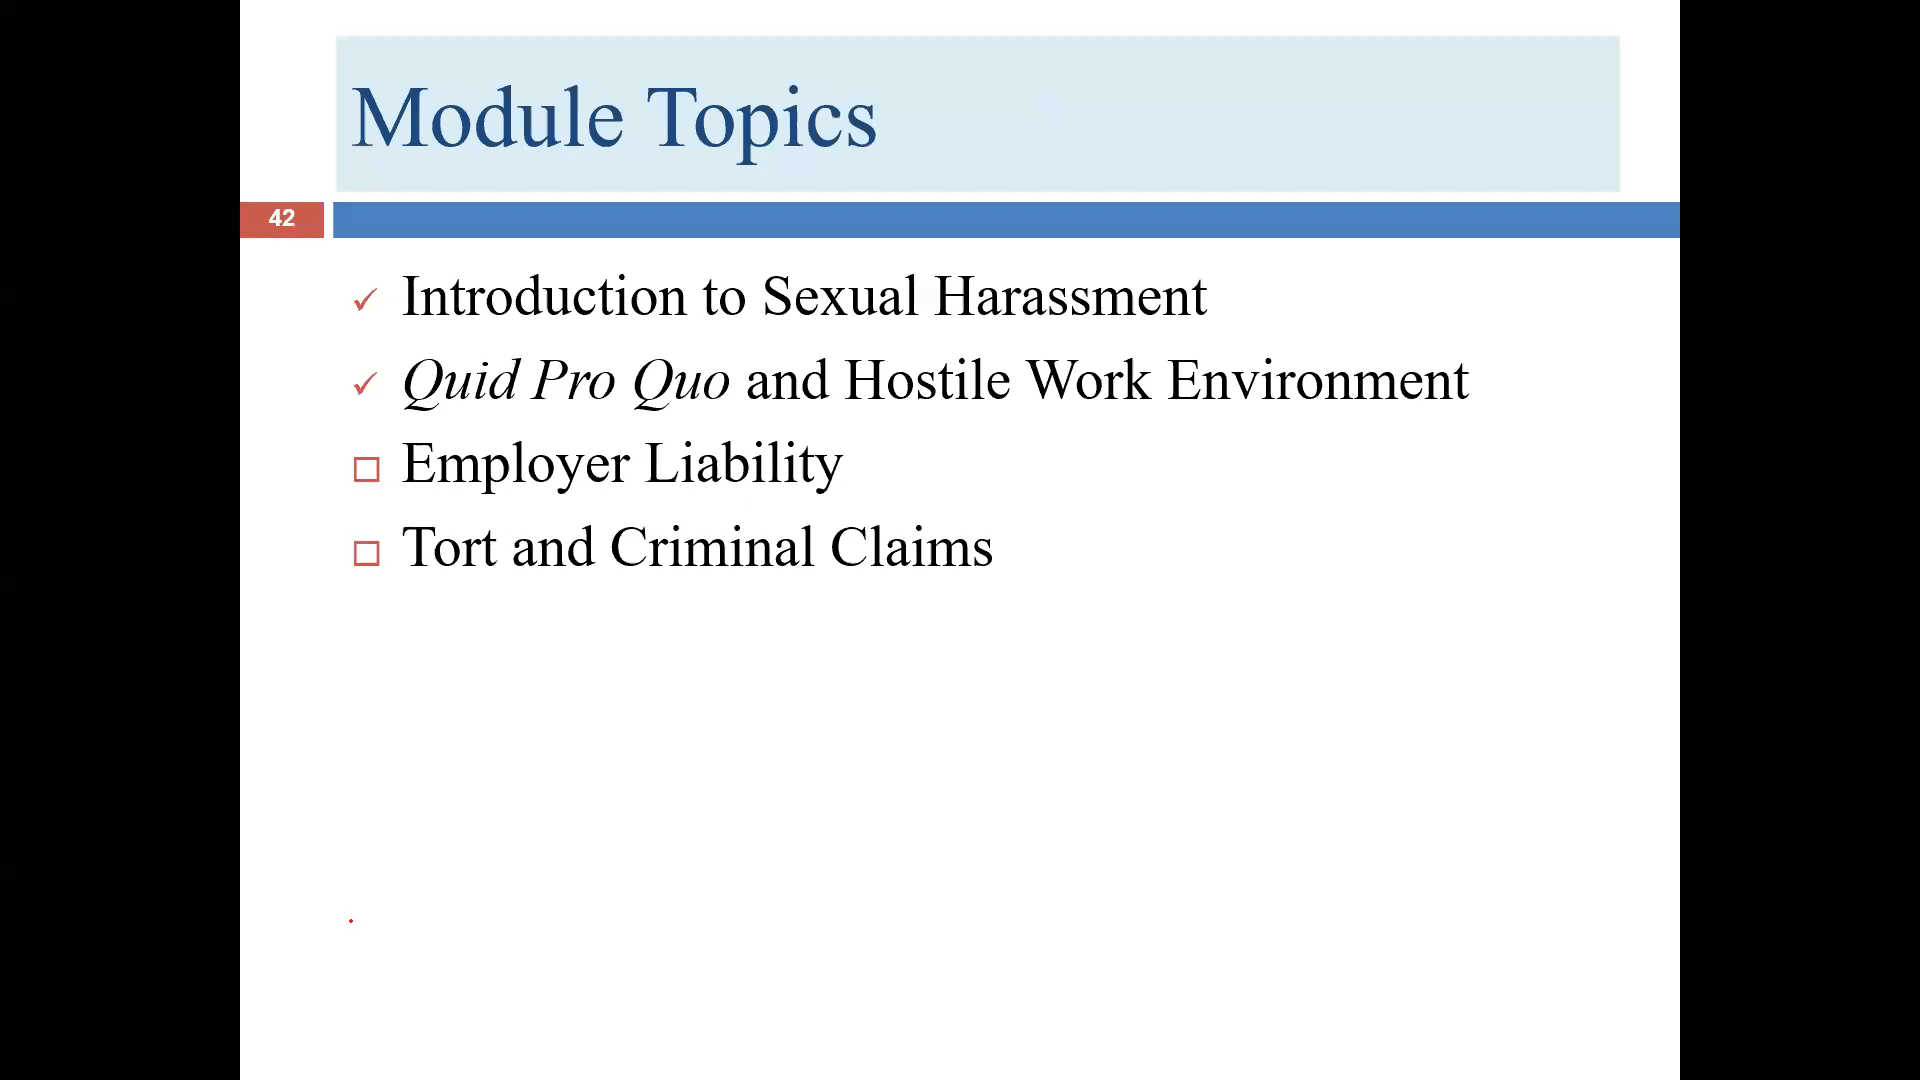 Module Topics
42
Introduction to Sexual Harassment
Quid Pro Quo and Hostile Work Environment
Employer Liability
Tort and Criminal Claims